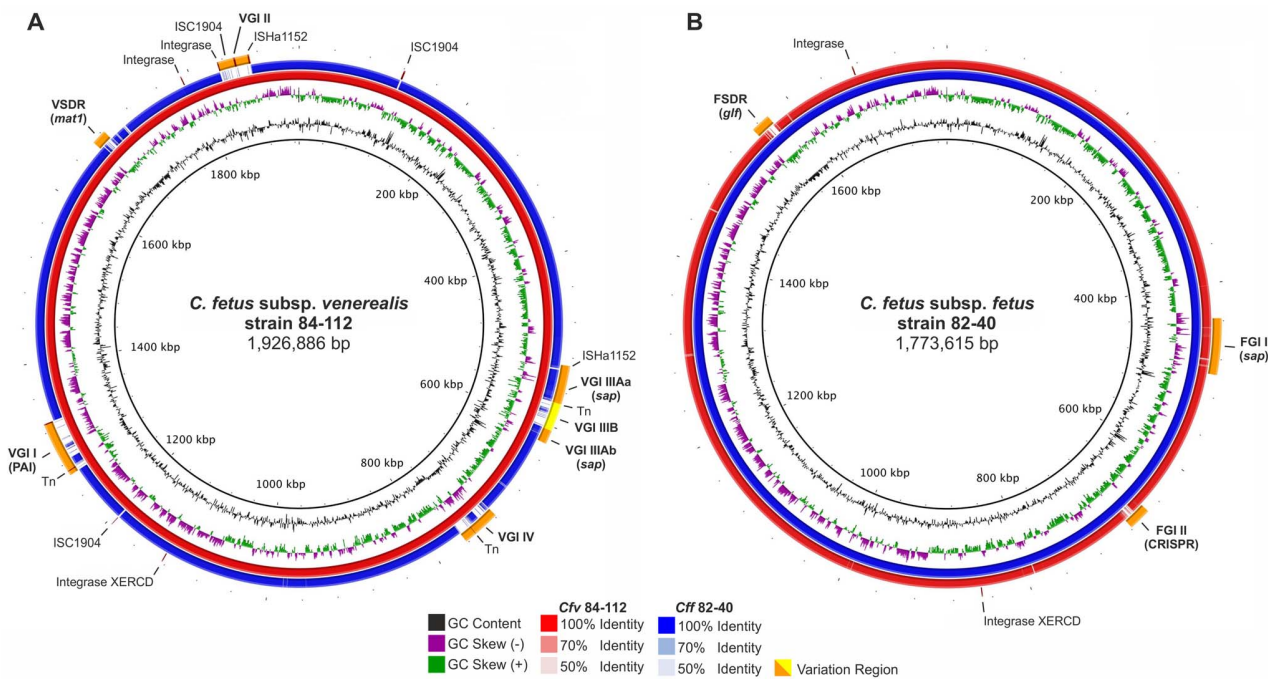 A
ISC1904
VGI II
Integrase
ISHa1152
Integrase
ISC1904
VSDR
(mat1)
1800 kbp
200 kbp
1600 kbp
400 kbp
C. fetus subsp. venerealis
strain 84-112
1,926,886 bp
1400 kbp
600 kbp
1200 kbp
800 kbp
1000 kbp
ISHa1152
VGI IIIAa
(sap)
Tn
VGI IIIB
VGI IIIAb
(sap)
VGI I
(PAI)
Tn
VGI IV
Tn
ISC1904
Integrase XERCD
B
Integrase
FSDR
(glf)
1600 kbp
200 kbp
1400 kbp
400 kbp
C. fetus subsp. fetus
strain 82-40
1,773,615 bp
FGI I
(sap)
1200 kbp
600 kbp
1000 kbp
800 kbp
FGI II
(CRISPR)
Integrase XERCD
GC Content
GC Skew (-)
GC Skew (+)
Cfv 84-112
100% Identity
70% Identity
50% Identity
Cff 82-40
100% Identity
70% Identity
50% Identity
Variation Region